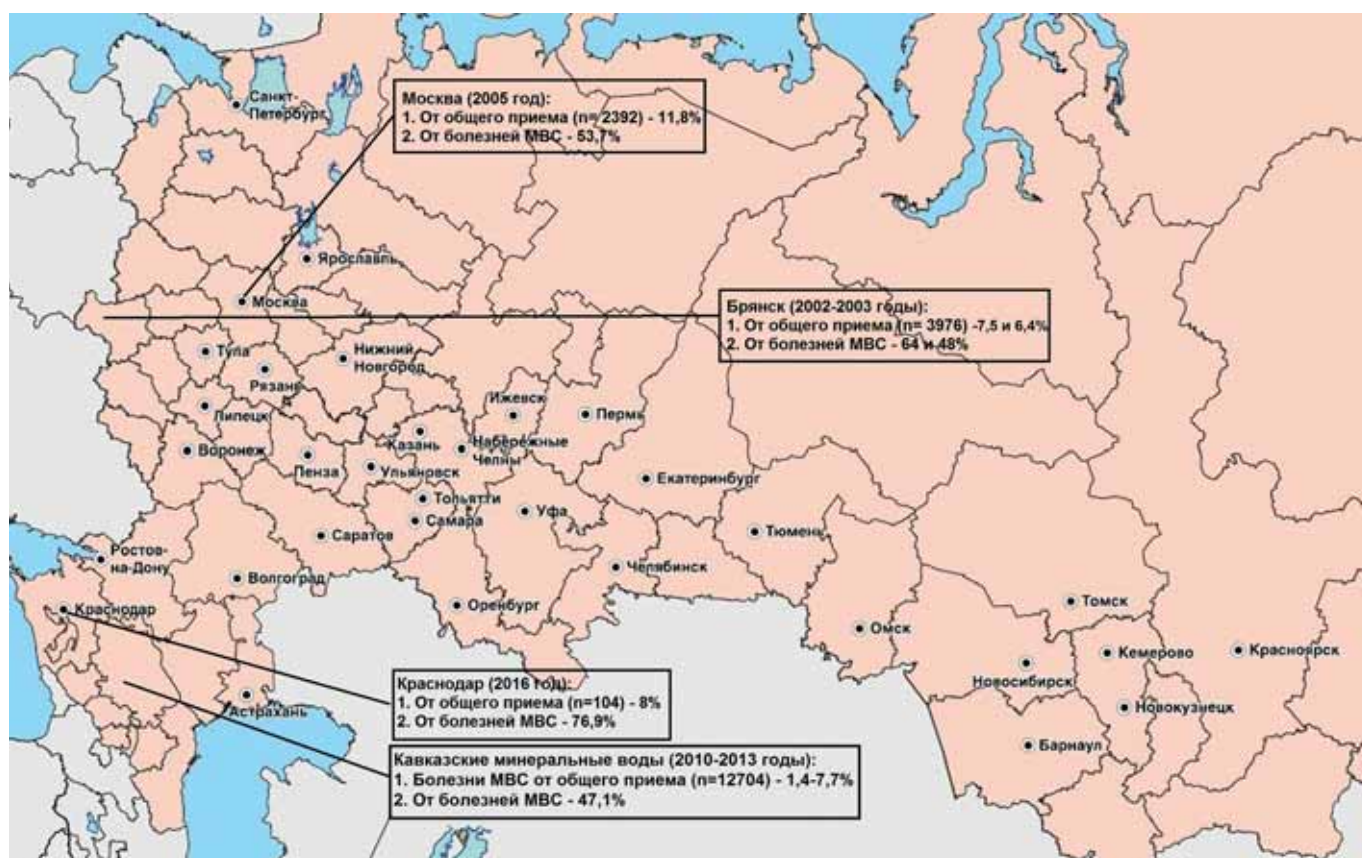 Санкт-
Петербург
Москва (2005 год):
1. От общего приема (n= 2392) - 11,8%
2. От болезней МВС - 53,7%
Ярославль
Москва
Брянск (2002-2003 годы):
1. От общего приема (n= 3976) -7,5 и 6,4%
2. От болезней МВС - 64 и 48%
Тула
Рязань
Нижний
Новгород
Липецк
Воронеж
Пенза
Ульяновск
Казань
Ижевск
Набережные
Челны
Пермь
Екатеринбург
Тольятти
Самара
Уфа
Тюмень
Саратов
Ростов-
на-Дону
Волгоград
Челябинск
Краснодар
Оренбург
Омск
Томск
Кемерово
Красноярск
Новосибирск
Новокузнецк
Барнаул
Астрахань
Краснодар (2016 год):
1. От общего приема (n=104) - 8%
2. От болезней МВС - 76,9%
Кавказские минеральные воды (2010-2013 годы):
1. Болезни МВС от общего приема (n=12704) - 1,4-7,7%
2. От болезней МВС - 47,1%